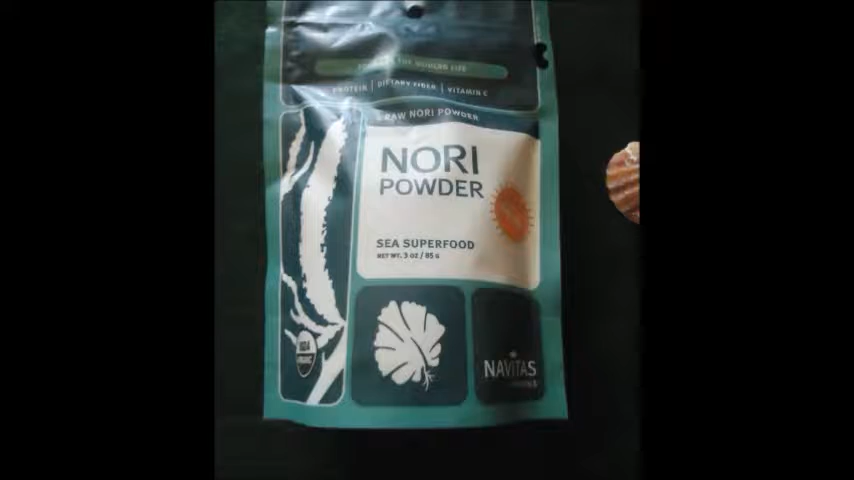 PROTEIN | DIETARY FIBER | VITAMIN C
RAW NORI POWDER
NORI
POWDER
SEA SUPERFOOD
NET WT. 3 OZ / 85 G
USDA
ORGANIC
NAVITAS